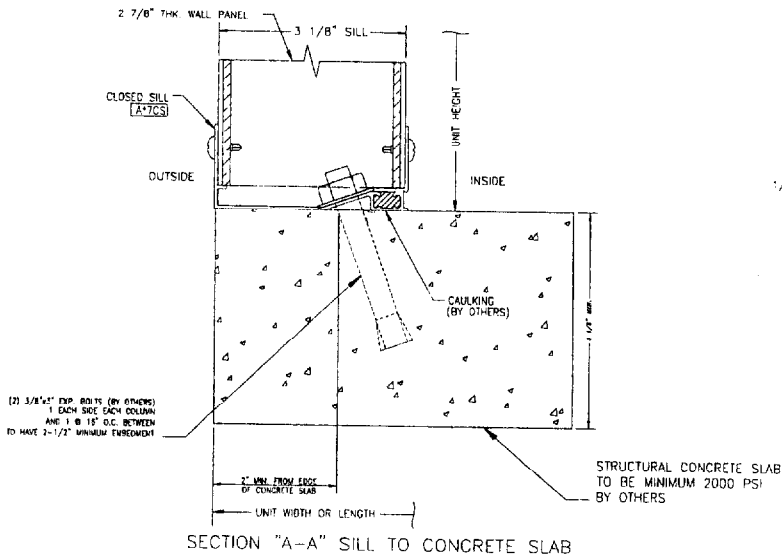 2 7/8" THK. WALL PANEL
3 1/8" SILL
CLOSED SILL
A*7CS
UNIT HEIGHT
OUTSIDE
INSIDE
1/
CAULKING
(BY OTHERS)
(2) 3/8"x3" EXP. BOLTS (BY OTHERS)
1 EACH SIDE EACH COLUMN
AND 1 @ 18" O.C. BETWEEN
TO HAVE 2-1/2" MINIMUM EMBEDMENT
2" MIN. FROM EDGE
OF CONCRETE SLAB
STRUCTURAL CONCRETE SLAB
TO BE MINIMUM 2000 PSI
BY OTHERS
UNIT WIDTH OR LENGTH
SECTION "A-A" SILL TO CONCRETE SLAB